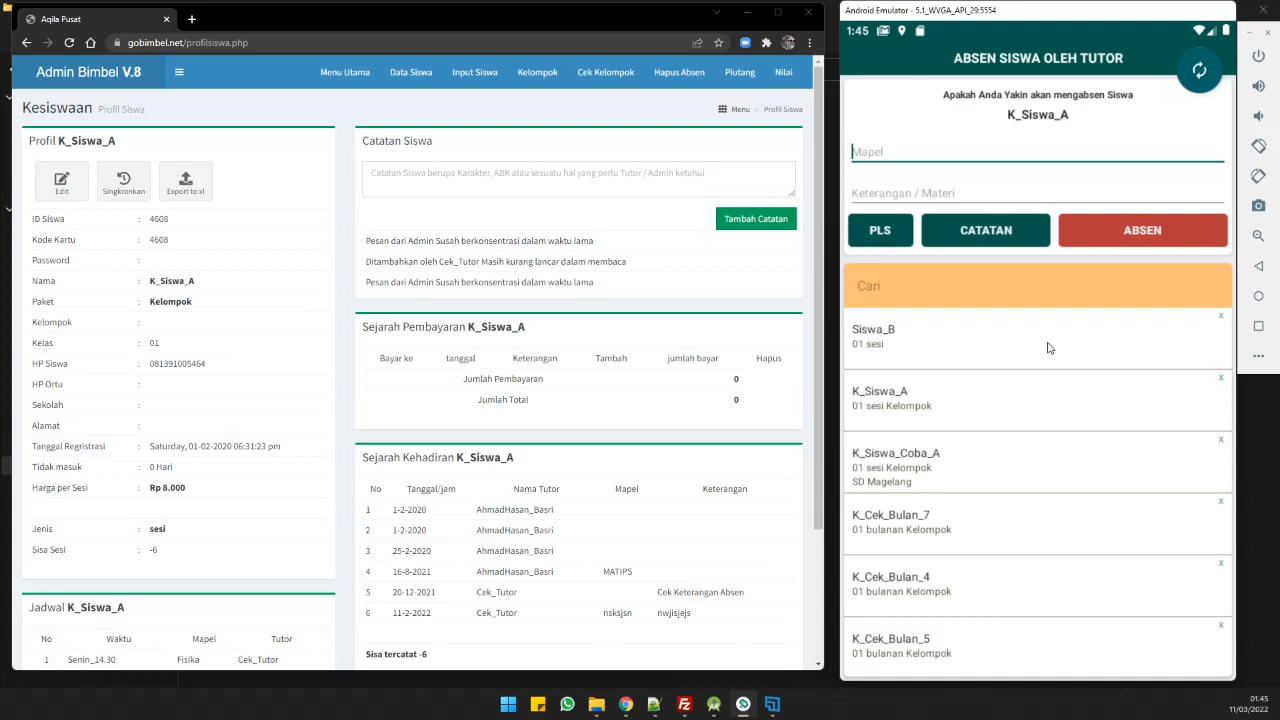 Aqila Pusat
gobimbel.net/profilsiswa.php
Admin Bimbel V.8
Menu Utama Data Siswa Input Siswa Kelompok Cek Kelompok Hapus Absen Piutang Nilai
Kesiswaan Profil Siswa
Menu > Profil Siswa
Profil K_Siswa_A
Edit Singkronkan Export to xl
ID Siswa : 4608
Kode Kartu : 4608
Password :
Nama : K_Siswa_A
Paket : Kelompok
Kelompok :
Kelas : 01
HP Siswa : 081391005464
HP Ortu :
Sekolah :
Alamat :
Tanggal Regristrasi : Saturday, 01-02-2020 06:31:23 pm
Tidak masuk : 0 Hari
Harga per Sesi : Rp 8.000
Jenis : sesi
Sisa Sesi : -6
Jadwal K_Siswa_A
No Waktu Mapel Tutor
1 Senin_14.30 Fisika Cek_Tutor
Catatan Siswa
Catatan Siswa berupa Karakter, ABK atau sesuatu hal yang perlu Tutor / Admin ketahui
Tambah Catatan
Pesan dari Admin Susah berkonsentrasi dalam waktu lama
Ditambahkan oleh Cek_Tutor Masih kurang lancar dalam membaca
Pesan dari Admin Susah berkonsentrasi dalam waktu lama
Sejarah Pembayaran K_Siswa_A
Bayar ke tanggal Keterangan Tambah jumlah bayar Hapus
Jumlah Pembayaran 0
Jumlah Total 0
Sejarah Kehadiran K_Siswa_A
No Tanggal/jam Nama Tutor Mapel Keterangan
1 1-2-2020 AhmadHasan_Basri
2 1-2-2020 AhmadHasan_Basri
3 25-2-2020 AhmadHasan_Basri
4 16-8-2021 AhmadHasan_Basri MATIPS
5 20-12-2021 Cek_Tutor Cek Keterangan Absen
6 11-2-2022 Cek_Tutor nsksjsn nwjisjejs
Sisa tercatat -6
Android Emulator - 5.1_WVGA_API_29:5554
1:45
ABSEN SISWA OLEH TUTOR
Apakah Anda Yakin akan mengabsen Siswa
K_Siswa_A
Mapel
Keterangan / Materi
PLS CATATAN ABSEN
Cari
x
Siswa_B
01 sesi
x
K_Siswa_A
01 sesi Kelompok
x
K_Siswa_Coba_A
01 sesi Kelompok
SD Magelang
x
K_Cek_Bulan_7
01 bulanan Kelompok
x
K_Cek_Bulan_4
01 bulanan Kelompok
x
K_Cek_Bulan_5
01 bulanan Kelompok
01.45
11/03/2022